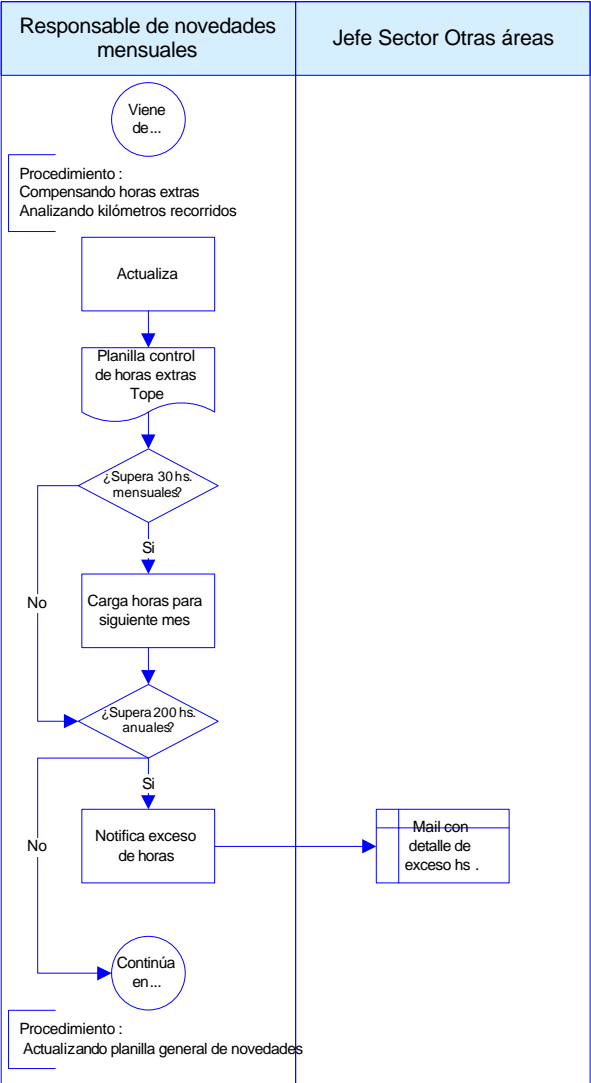 Responsable de novedades
mensuales
Jefe Sector Otras áreas
Viene
de...
Procedimiento :
Compensando horas extras
Analizando kilómetros recorridos
Actualiza
Planilla control
de horas extras
Tope
¿Supera 30 hs.
mensuales?
Si
No
Carga horas para
siguiente mes
¿Supera 200 hs.
anuales?
Si
No
Notifica exceso
de horas
Mail con
detalle de
exceso hs .
Continúa
en...
Procedimiento :
Actualizando planilla general de novedades